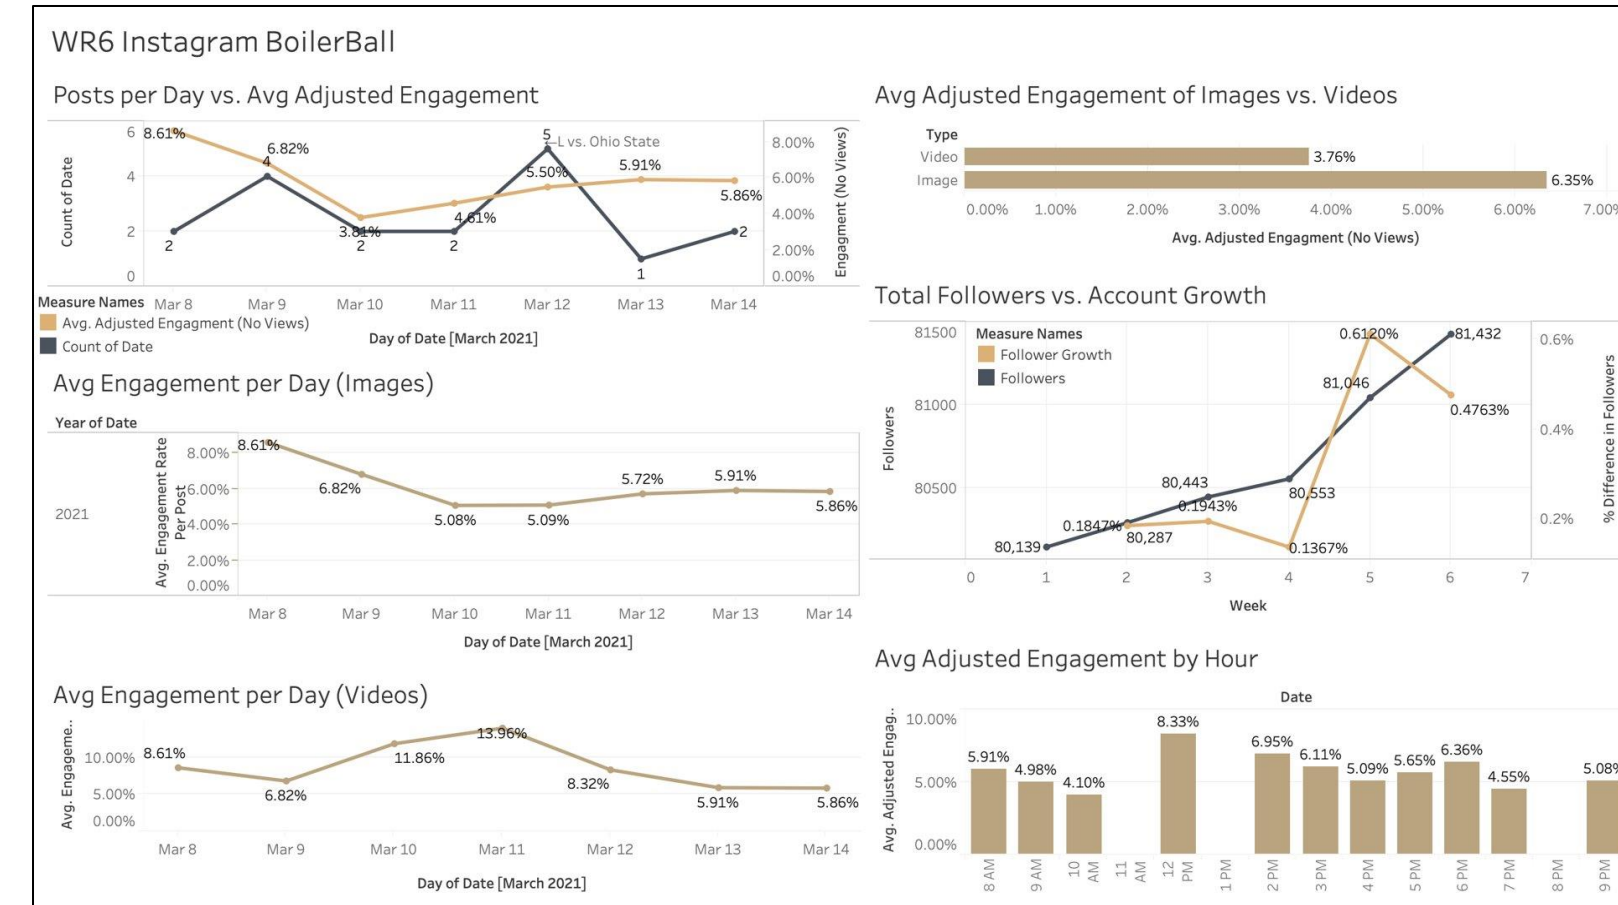 WR6 Instagram BoilerBall
Posts per Day vs. Avg Adjusted Engagement
Count of Date
6
4
2
0
8.61%
6.82%
3.81%
4.61%
5.50%
5.91%
5.86%
2
4
2
2
5
L vs. Ohio State
1
2
8.00%
6.00%
4.00%
2.00%
0.00%
Engagment (No Views)
Mar 8
Mar 9
Mar 10
Mar 11
Mar 12
Mar 13
Mar 14
Day of Date [March 2021]
Measure Names
Avg. Adjusted Engagment (No Views)
Count of Date
Avg Engagement per Day (Images)
Year of Date
2021
Avg. Engagement Rate
Per Post
8.00%
6.00%
4.00%
2.00%
0.00%
8.61%
6.82%
5.08%
5.09%
5.72%
5.91%
5.86%
Mar 8
Mar 9
Mar 10
Mar 11
Mar 12
Mar 13
Mar 14
Day of Date [March 2021]
Avg Engagement per Day (Videos)
Avg. Engageme..
10.00%
5.00%
0.00%
8.61%
6.82%
11.86%
13.96%
8.32%
5.91%
5.86%
Mar 8
Mar 9
Mar 10
Mar 11
Mar 12
Mar 13
Mar 14
Day of Date [March 2021]
Avg Adjusted Engagement of Images vs. Videos
Type
Video
3.76%
Image
6.35%
0.00%
1.00%
2.00%
3.00%
4.00%
5.00%
6.00%
7.00%
Avg. Adjusted Engagment (No Views)
Total Followers vs. Account Growth
Measure Names
Follower Growth
Followers
Followers
81500
81000
80500
80,139
80,287
80,443
80,553
81,046
81,432
0.1847%
0.1943%
0.1367%
0.6120%
0.4763%
0.6%
0.4%
0.2%
% Difference in Followers
0
1
2
3
4
5
6
7
Week
Avg Adjusted Engagement by Hour
Date
Avg. Adjusted Engag..
10.00%
5.00%
0.00%
5.91%
4.98%
4.10%
8.33%
6.95%
6.11%
5.09%
5.65%
6.36%
4.55%
5.08%
8 AM
9 AM
10
AM
11
AM
12
PM
1 PM
2 PM
3 PM
4 PM
5 PM
6 PM
7 PM
8 PM
9 PM